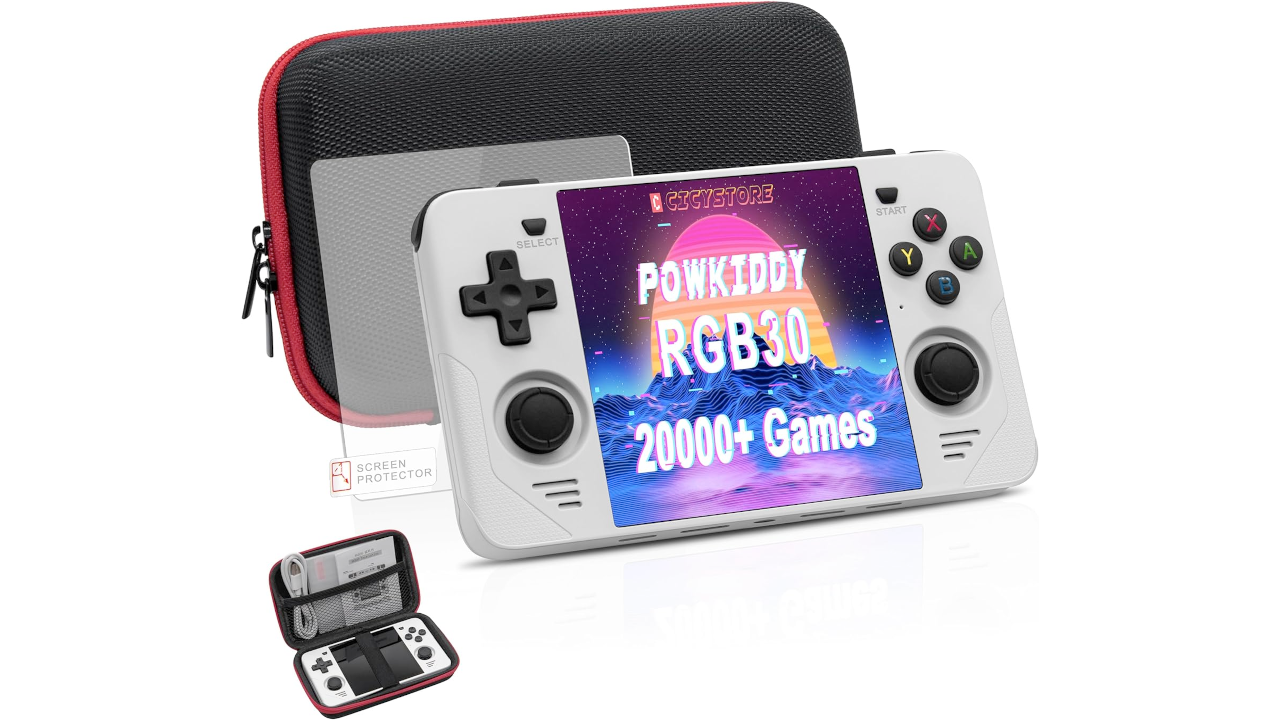 C CICYSTORE
POWKIDDY
RGB30
20000+ Games
SELECT
START
X
Y
A
B
SCREEN
PROTECTOR